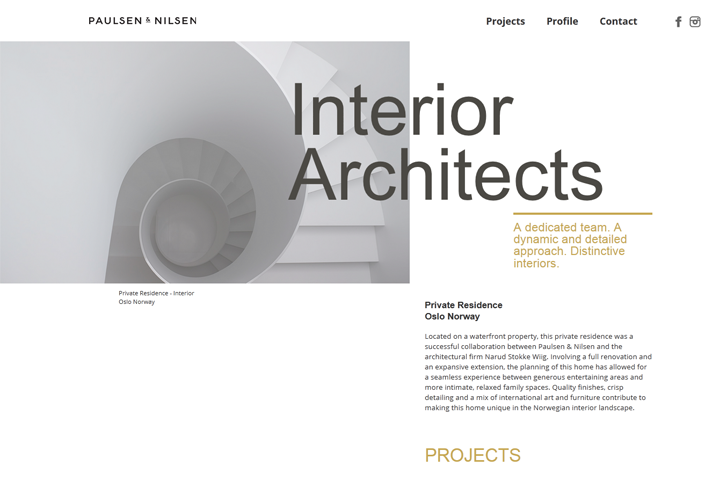 PAULSEN & NILSEN
Projects Profile Contact
Interior
Architects
A dedicated team. A
dynamic and detailed
approach. Distinctive
interiors.
Private Residence - Interior
Oslo Norway
Private Residence
Oslo Norway
Located on a waterfront property, this private residence was a
successful collaboration between Paulsen & Nilsen and the
architectural firm Narud Stokke Wiig. Involving a full renovation and
an expansive extension, the planning of this home has allowed for
a seamless experience between generous entertaining areas and
more intimate, relaxed family spaces. Quality finishes, crisp
detailing and a mix of international art and furniture contribute to
making this home unique in the Norwegian interior landscape.
PROJECTS